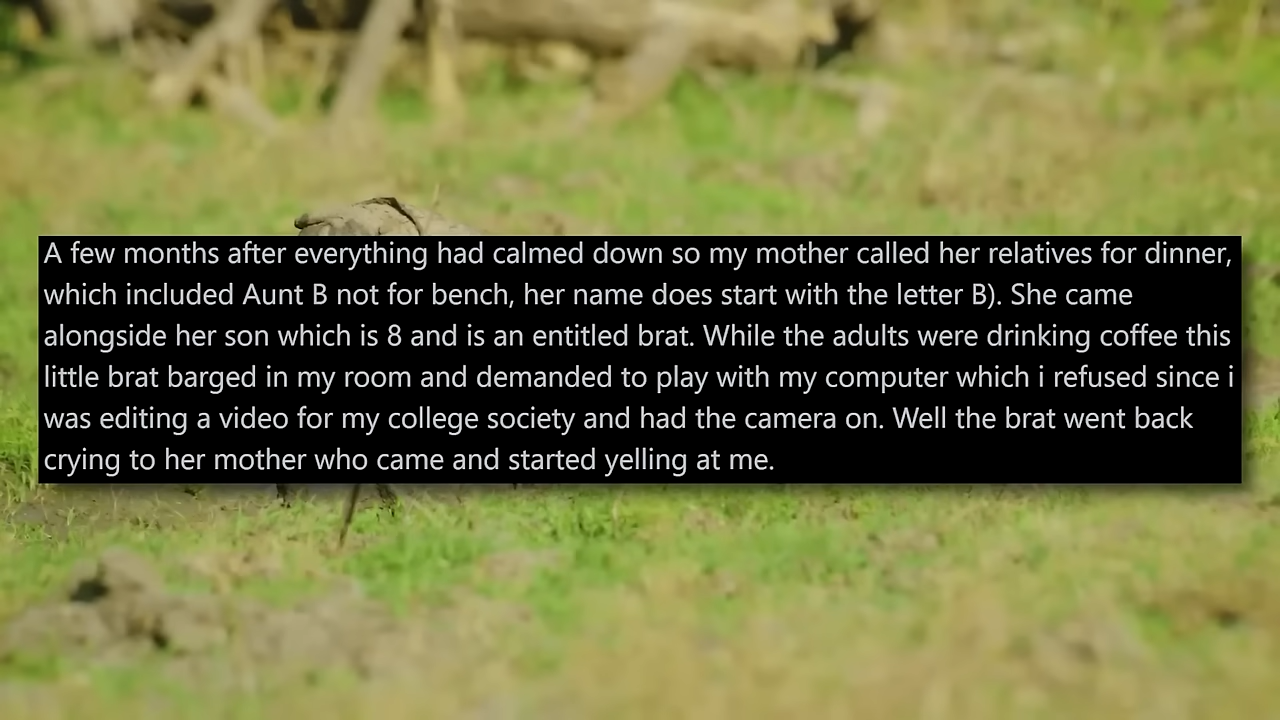 A few months after everything had calmed down so my mother called her relatives for dinner,
which included Aunt B not for bench, her name does start with the letter B). She came
alongside her son which is 8 and is an entitled brat. While the adults were drinking coffee this
little brat barged in my room and demanded to play with my computer which i refused since i
was editing a video for my college society and had the camera on. Well the brat went back
crying to her mother who came and started yelling at me.